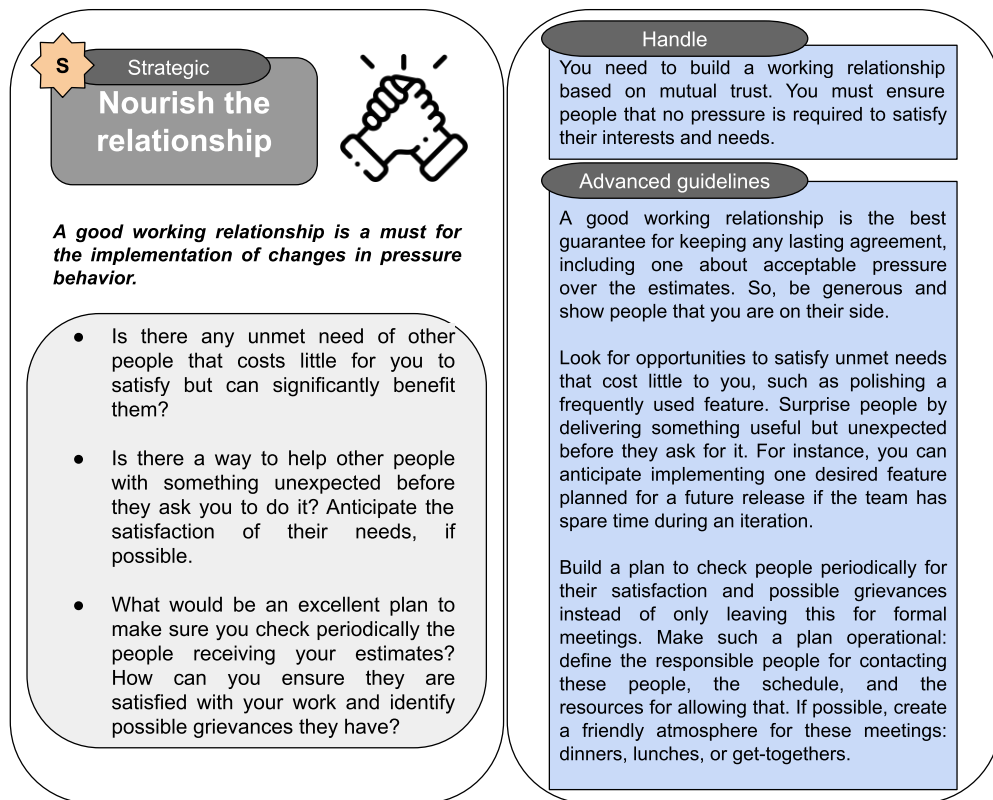 S
Strategic
Nourish the
relationship
A good working relationship is a must for
the implementation of changes in pressure
behavior.
● Is there any unmet need of other
people that costs little for you to
satisfy but can significantly benefit
them?
● Is there a way to help other people
with something unexpected before
they ask you to do it? Anticipate the
satisfaction of their needs, if
possible.
● What would be an excellent plan to
make sure you check periodically the
people receiving your estimates?
How can you ensure they are
satisfied with your work and identify
possible grievances they have?
Handle
You need to build a working relationship
based on mutual trust. You must ensure
people that no pressure is required to satisfy
their interests and needs.
Advanced guidelines
A good working relationship is the best
guarantee for keeping any lasting agreement,
including one about acceptable pressure
over the estimates. So, be generous and
show people that you are on their side.
Look for opportunities to satisfy unmet needs
that cost little to you, such as polishing a
frequently used feature. Surprise people by
delivering something useful but unexpected
before they ask for it. For instance, you can
anticipate implementing one desired feature
planned for a future release if the team has
spare time during an iteration.
Build a plan to check people periodically for
their satisfaction and possible grievances
instead of only leaving this for formal
meetings. Make such a plan operational:
define the responsible people for contacting
these people, the schedule, and the
resources for allowing that. If possible, create
a friendly atmosphere for these meetings:
dinners, lunches, or get-togethers.